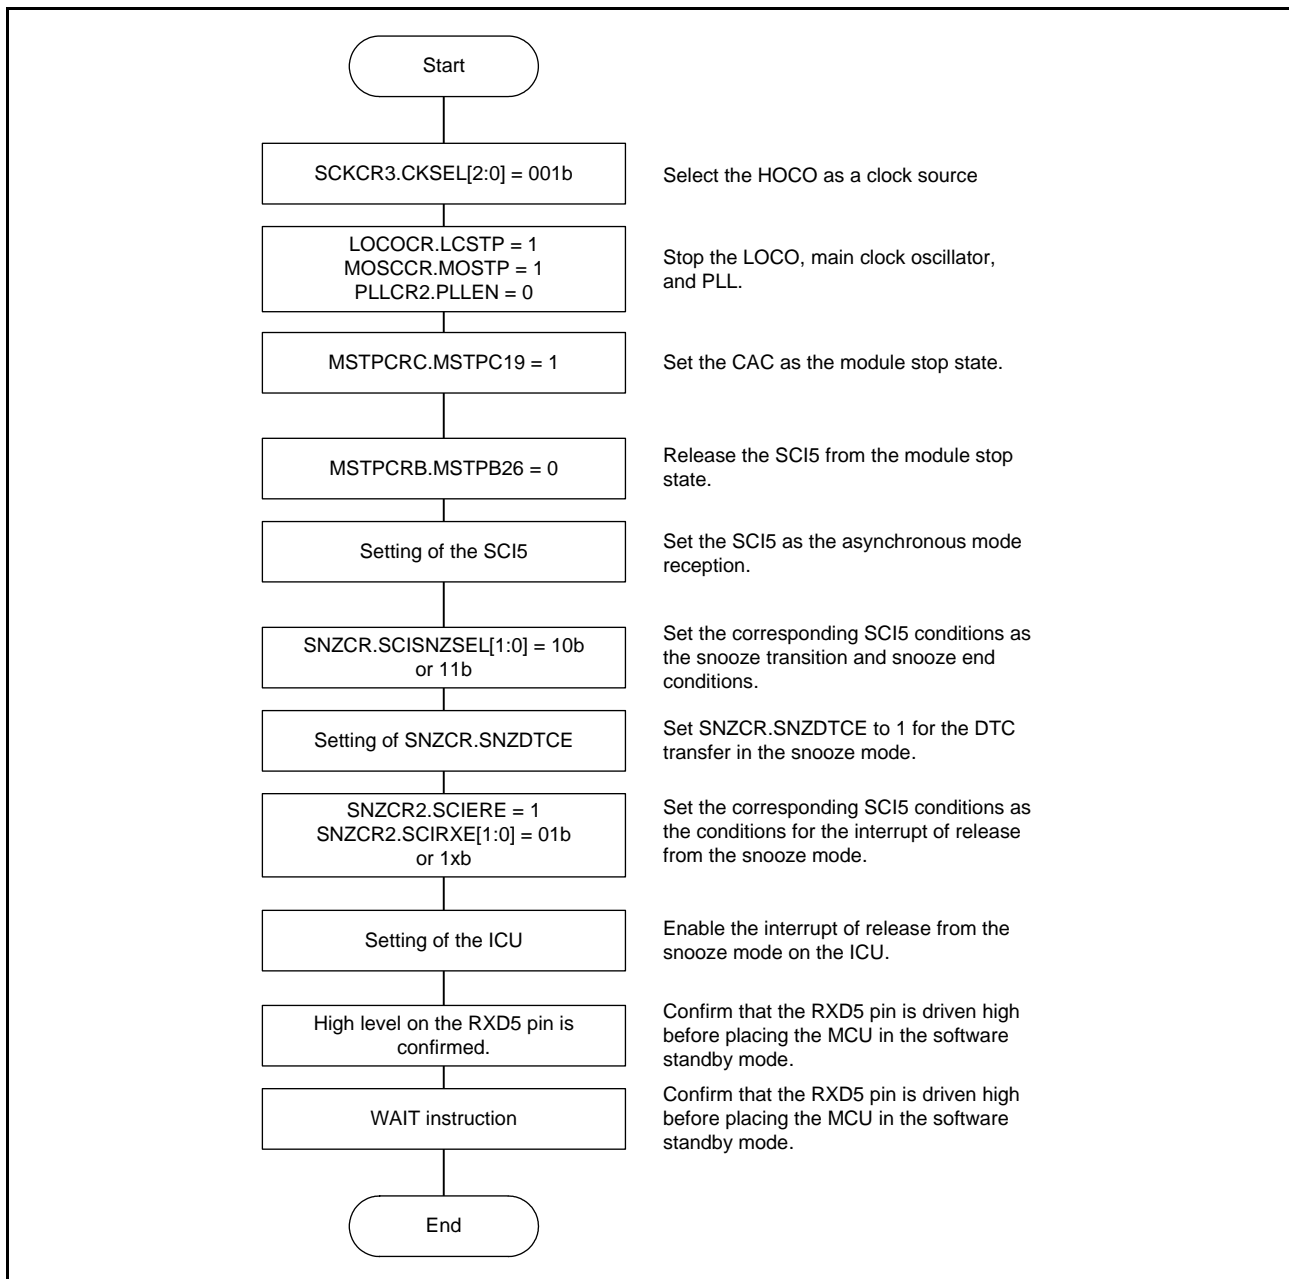 Start
SCKCR3.CKSEL[2:0] = 001b
Select the HOCO as a clock source
LOCOCR.LCSTP = 1
MOSCCR.MOSTP = 1
PLLCR2.PLLEN = 0
Stop the LOCO, main clock oscillator,
and PLL.
MSTPCRC.MSTPC19 = 1
Set the CAC as the module stop state.
MSTPCRB.MSTPB26 = 0
Release the SCI5 from the module stop
state.
Setting of the SCI5
Set the SCI5 as the asynchronous mode
reception.
SNZCR.SCISNZSEL[1:0] = 10b
or 11b
Set the corresponding SCI5 conditions as
the snooze transition and snooze end
conditions.
Setting of SNZCR.SNZDTCE
Set SNZCR.SNZDTCE to 1 for the DTC
transfer in the snooze mode.
SNZCR2.SCIERE = 1
SNZCR2.SCIRXE[1:0] = 01b
or 1xb
Set the corresponding SCI5 conditions as
the conditions for the interrupt of release
from the snooze mode.
Setting of the ICU
Enable the interrupt of release from the
snooze mode on the ICU.
High level on the RXD5 pin is
confirmed.
Confirm that the RXD5 pin is driven high
before placing the MCU in the software
standby mode.
WAIT instruction
Confirm that the RXD5 pin is driven high
before placing the MCU in the software
standby mode.
End